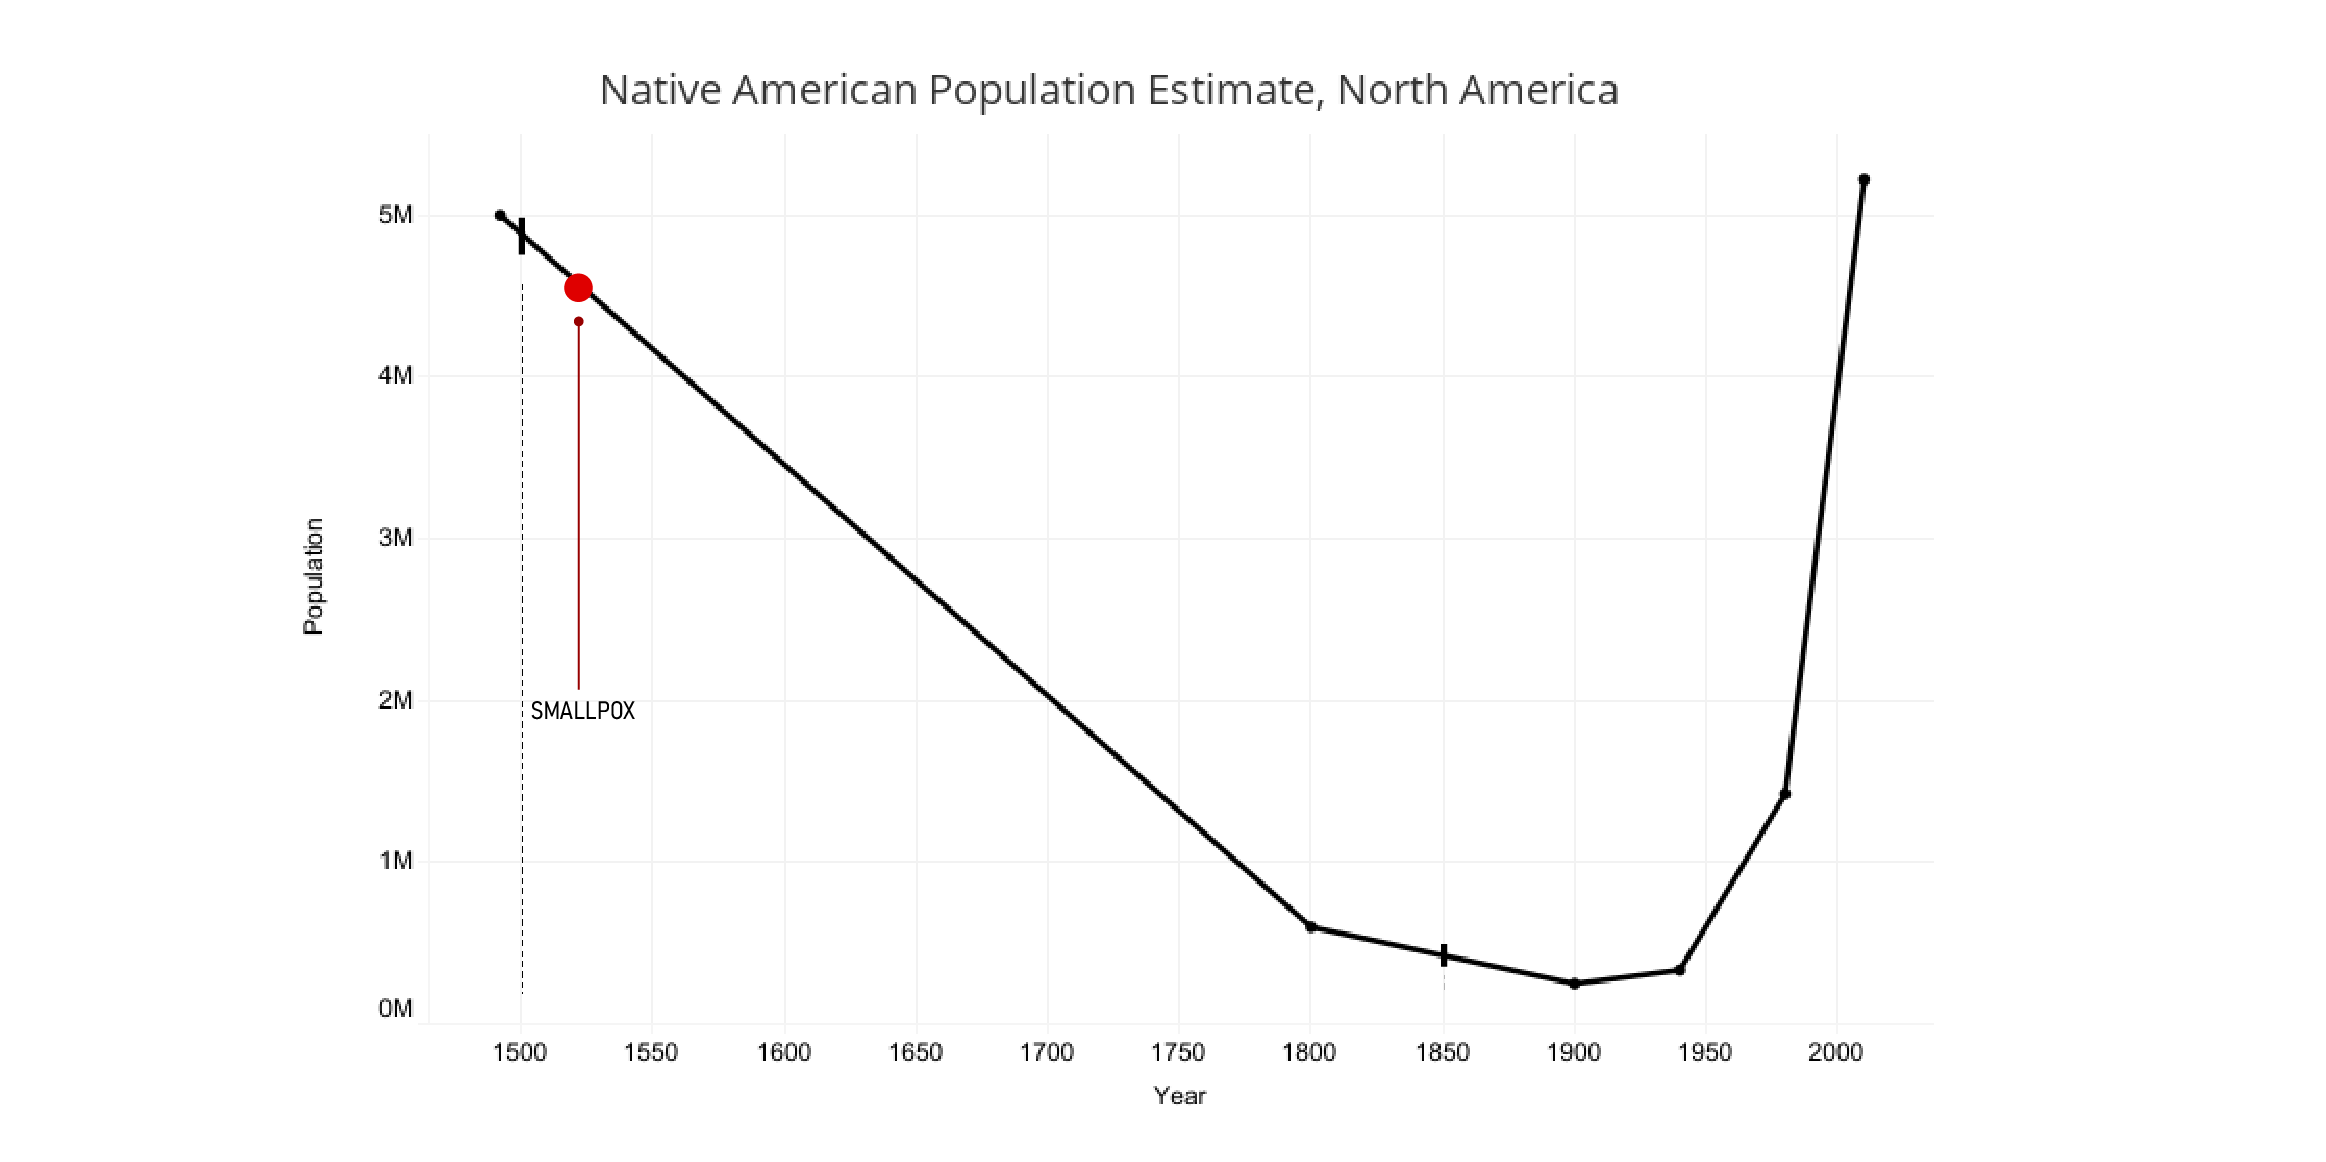 Native American Population Estimate, North America
5M
4M
3M
2M
1M
0M
Population
SMALLPOX
1500 1550 1600 1650 1700 1750 1800 1850 1900 1950 2000
Year